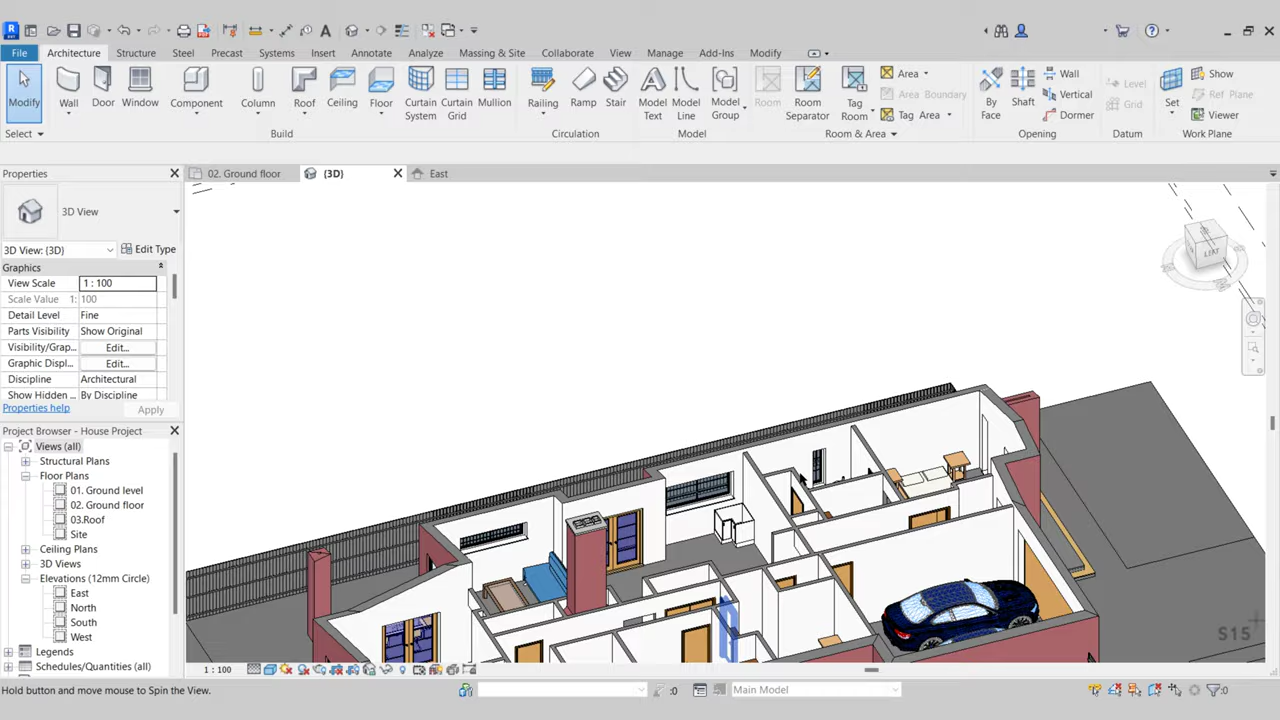 File Architecture Structure Steel Precast Systems Insert Annotate Analyze Massing & Site Collaborate View Manage Add-Ins Modify
Modify Wall Door Window Component Column Roof Ceiling Floor Curtain System Curtain Grid Mullion Railing Ramp Stair Model Text Model Line Model Group Room Room Separator Tag Room By Face Shaft Set
Area
Area Boundary
Tag Area
Wall
Vertical
Dormer
Level
Grid
Show
Ref Plane
Viewer
Select Build Circulation Model Room & Area Opening Datum Work Plane
Properties
02. Ground floor {3D} East
3D View
3D View: {3D} Edit Type
Graphics
View Scale 1 : 100
Scale Value 1: 100
Detail Level Fine
Parts Visibility Show Original
Visibility/Grap... Edit...
Graphic Displ... Edit...
Discipline Architectural
Show Hidden By Discipline
Properties help Apply
Project Browser - House Project
Views (all)
Structural Plans
Floor Plans
01. Ground level
02. Ground floor
03.Roof
Site
Ceiling Plans
3D Views
Elevations (12mm Circle)
East
North
South
West
Legends
Schedules/Quantities (all)
S15
1 : 100
Hold button and move mouse to Spin the View.
:0 Main Model :0